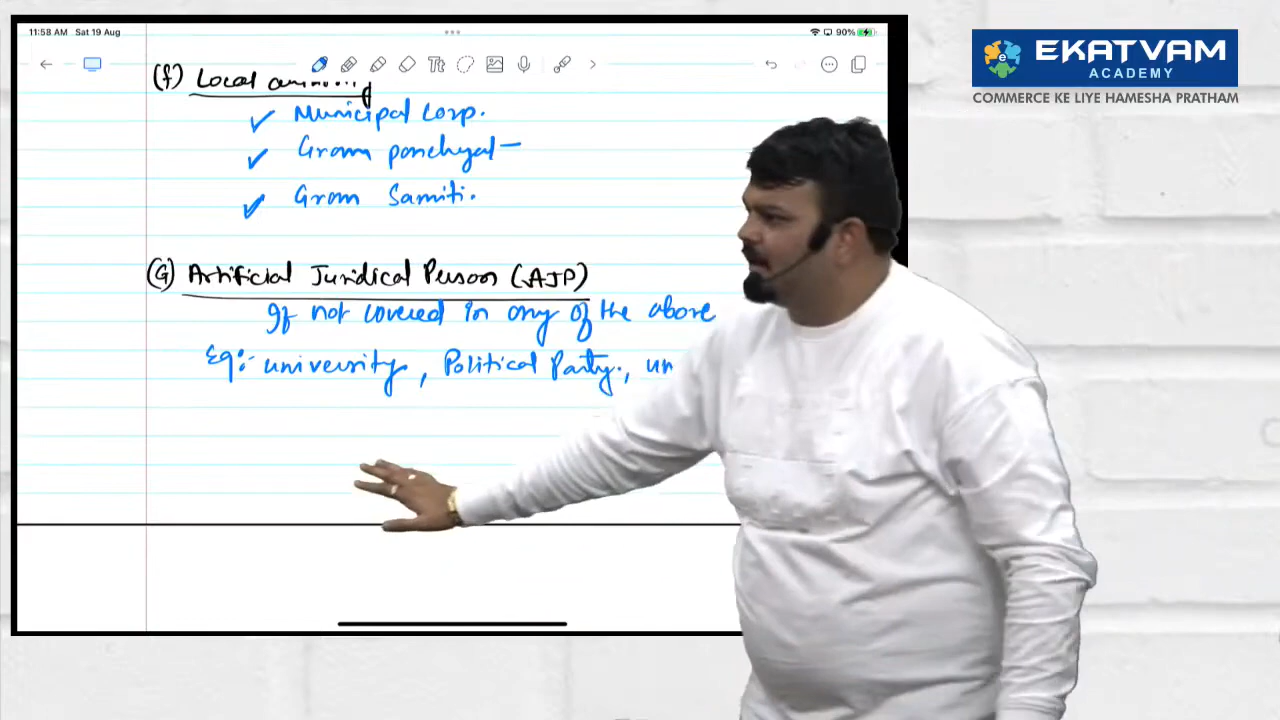 11:58 AM Sat 19 Aug
90%
EKATVAM
ACADEMY
COMMERCE KE LIYE HAMESHA PRATHAM
(f) Local
✓ Municipal Corp.
✓ Gram panchyat –
✓ Gram Samiti.
(G) Artificial Juridical Person (AJP)
If not covered in any of the above
Eg:- university, Political Party., un